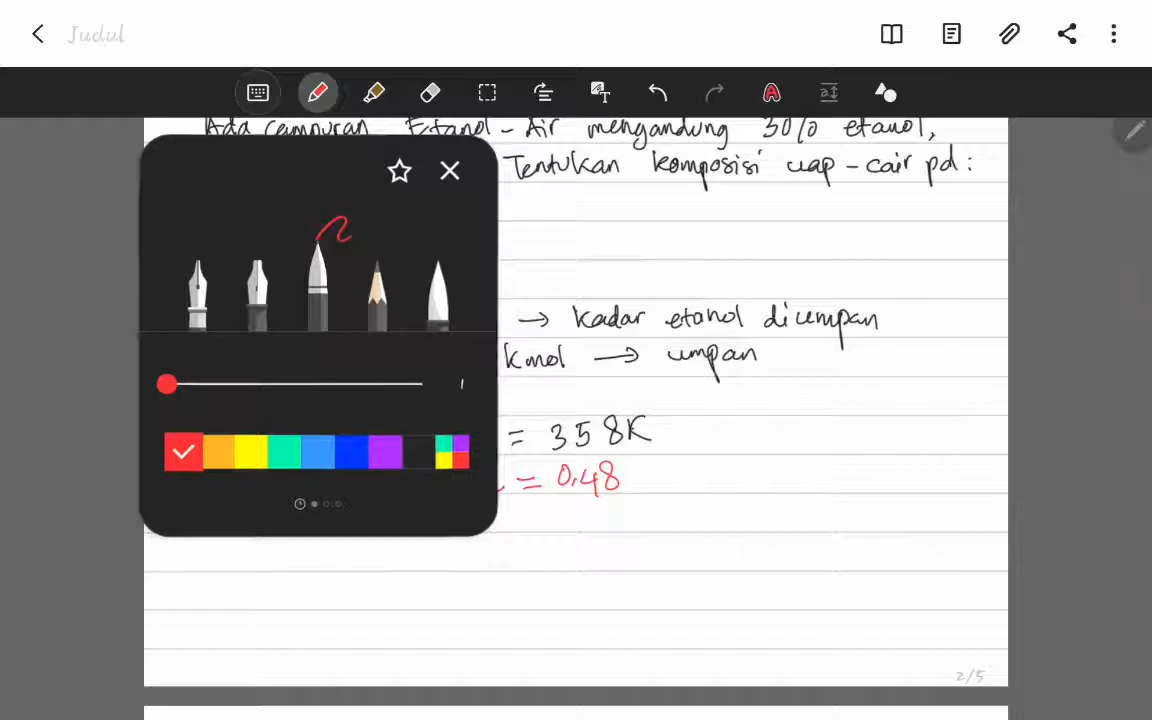 Judul
Ada campuran Etanol - Air mengandung 30% etanol,
Tentukan komposisi uap - cair pd :
→ kadar etanol diumpan
kmol → umpan
= 358K
= 0.48
1
2/5